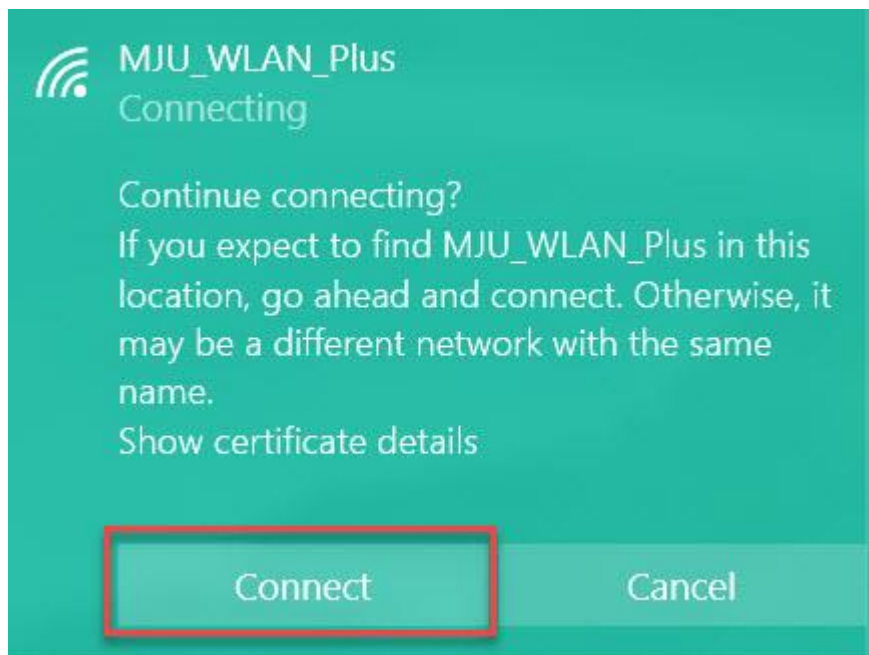 MJU_WLAN_Plus
Connecting
Continue connecting?
If you expect to find MJU_WLAN_Plus in this
location, go ahead and connect. Otherwise, it
may be a different network with the same
name.
Show certificate details
Connect
Cancel